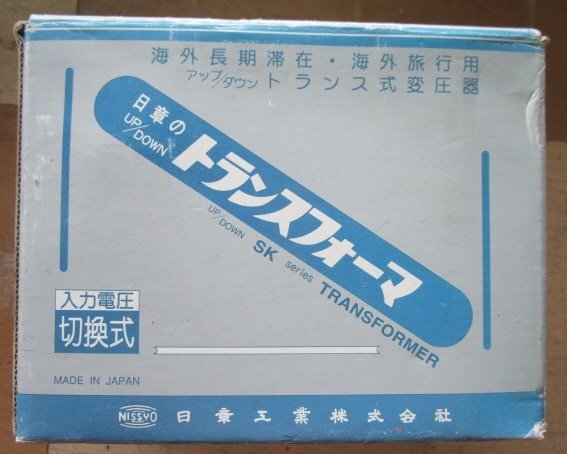 海外長期滞在・海外旅行用
アップ/ダウントランス式変圧器
日章の
UP/DOWN
トランスフォーマ
UP/DOWN SK series TRANSFORMER
入力電圧
切換式
MADE IN JAPAN
NISSYO 日章工業株式会社